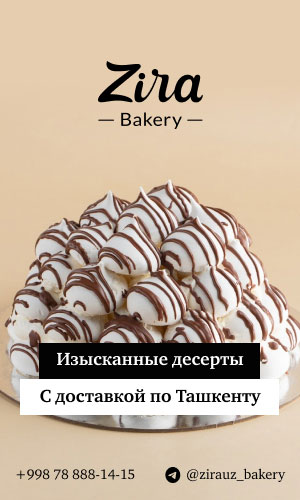 Zira
— Bakery —
Изысканные десерты
С доставкой по Ташкенту
+998 78 888-14-15
@zirauz_bakery